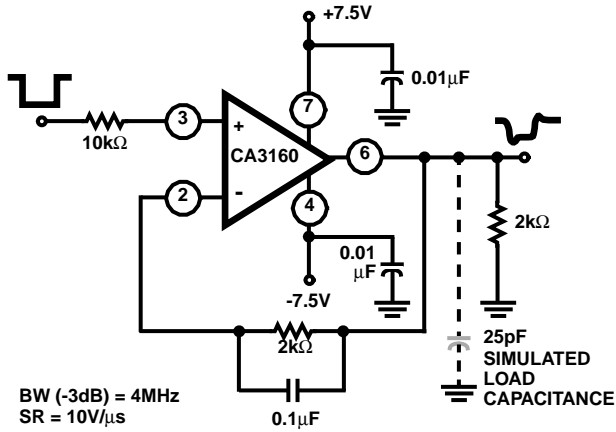 +7.5V
0.01μF
7
3
+
10kΩ
CA3160
6
2
-
4
0.01
μF
2kΩ
-7.5V
2kΩ
25pF
SIMULATED
LOAD
CAPACITANCE
BW (-3dB) = 4MHz
SR = 10V/μs
0.1μF